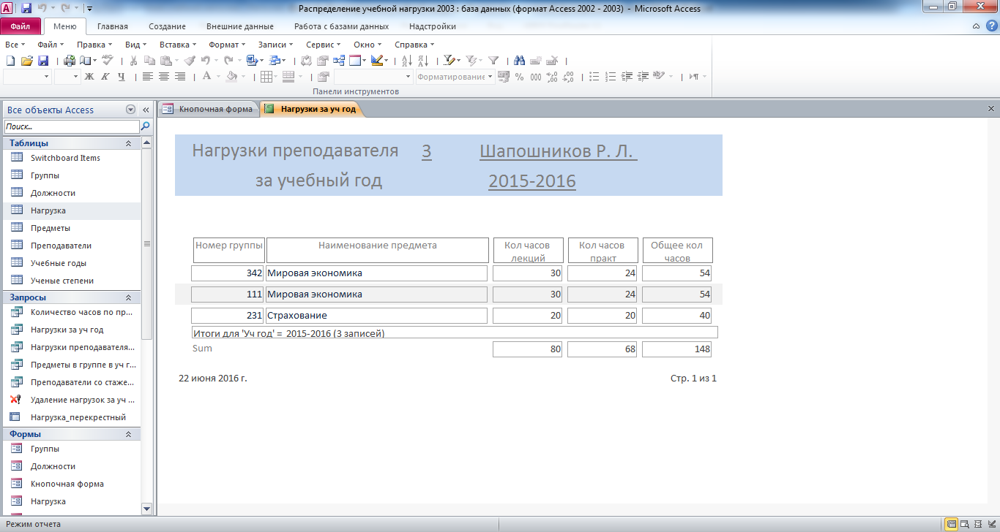 Распределение учебной нагрузки 2003 : база данных (формат Access 2002 - 2003) - Microsoft Access
Файл Меню Главная Создание Внешние данные Работа с базами данных Надстройки
Все Файл Правка Вид Вставка Формат Записи Сервис Окно Справка
Ж К Ч Форматирование % 000
Панели инструментов
Все объекты Access
Поиск...
Таблицы
Switchboard Items
Группы
Должности
Нагрузка
Предметы
Преподаватели
Учебные годы
Ученые степени
Запросы
Количество часов по пр...
Нагрузки за уч год
Нагрузки преподавателя...
Предметы в группе в уч г...
Преподаватели со стаже...
Удаление нагрузок за уч ...
Нагрузка_перекрестный
Формы
Группы
Должности
Кнопочная форма
Нагрузка
Кнопочная форма Нагрузки за уч год
Нагрузки преподавателя 3 Шапошников Р. Л.
за учебный год 2015-2016
Номер группы Наименование предмета Кол часов лекций Кол часов практ Общее кол часов
342 Мировая экономика 30 24 54
111 Мировая экономика 30 24 54
231 Страхование 20 20 40
Итоги для 'Уч год' = 2015-2016 (3 записей)
Sum 80 68 148
22 июня 2016 г. Стр. 1 из 1
Режим отчета